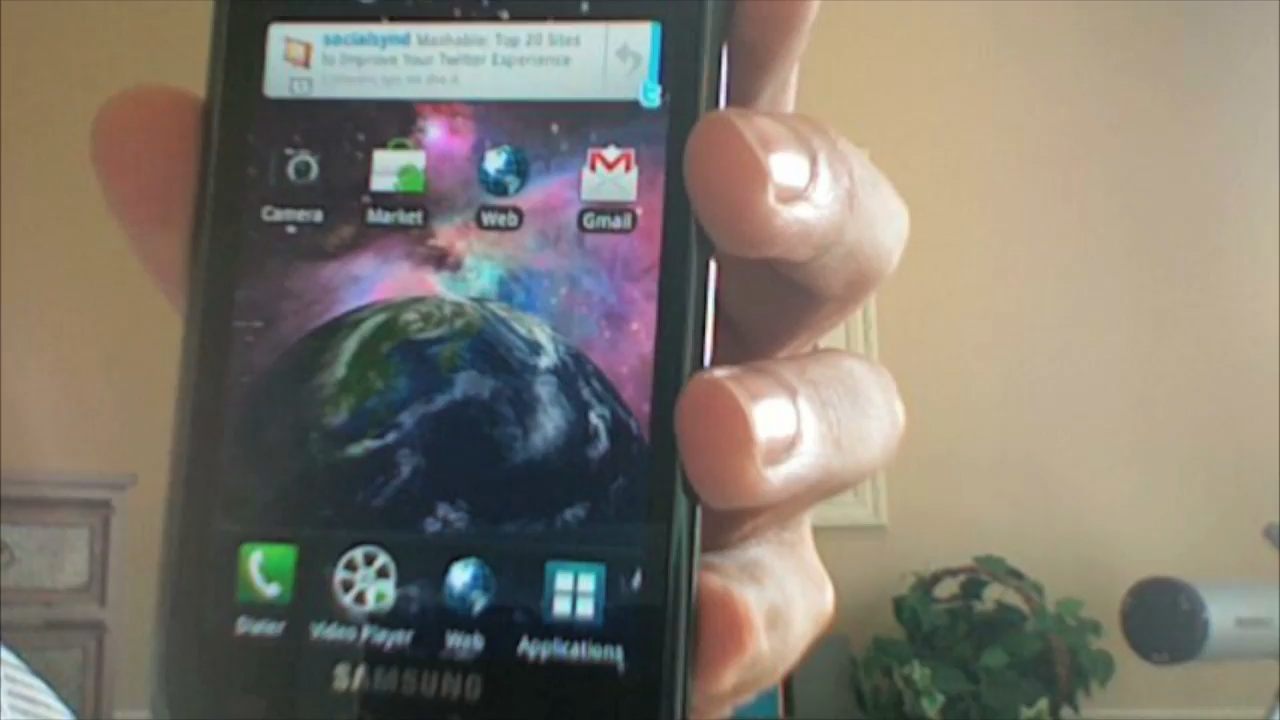 socialsynd Mashable: Top 20 Sites
to Improve Your Twitter Experience
Camera
Market
Web
Gmail
Dialer
Video Player
Web
Applications
SAMSUNG